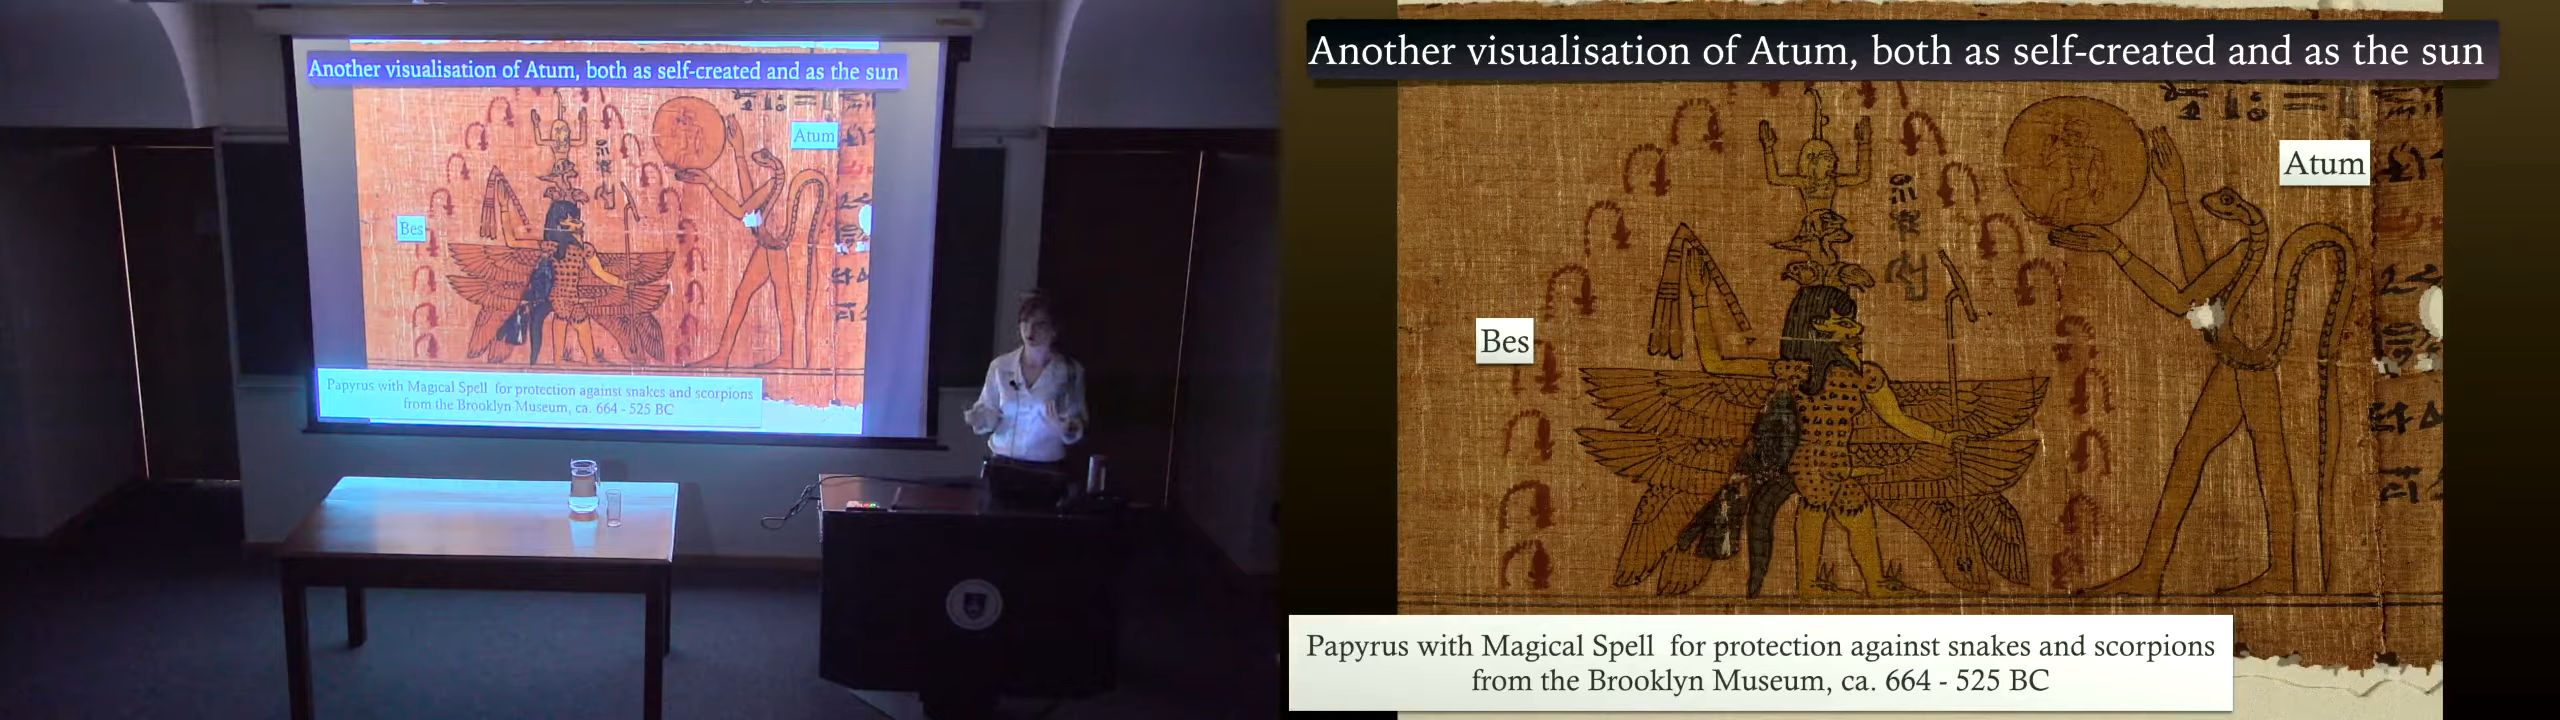 Another visualisation of Atum, both as self-created and as the sun
Atum
Bes
Papyrus with Magical Spell for protection against snakes and scorpions
from the Brooklyn Museum, ca. 664 - 525 BC
Another visualisation of Atum, both as self-created and as the sun
Atum
Bes
Papyrus with Magical Spell for protection against snakes and scorpions
from the Brooklyn Museum, ca. 664 - 525 BC